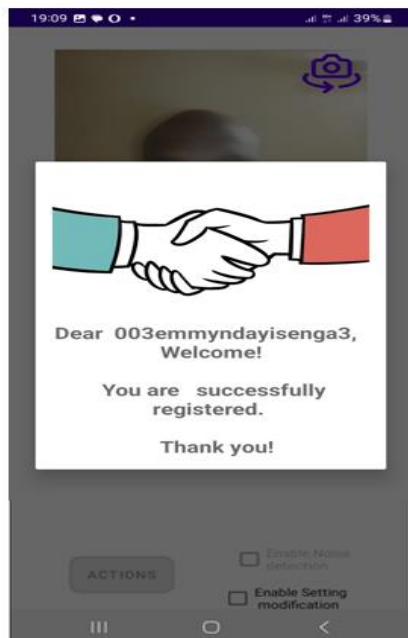 19:09 39%
Dear 003emmyndayisenga3,
Welcome!
You are successfully
registered.
Thank you!
Enable Noise
detection
ACTIONS
Enable Setting
modification